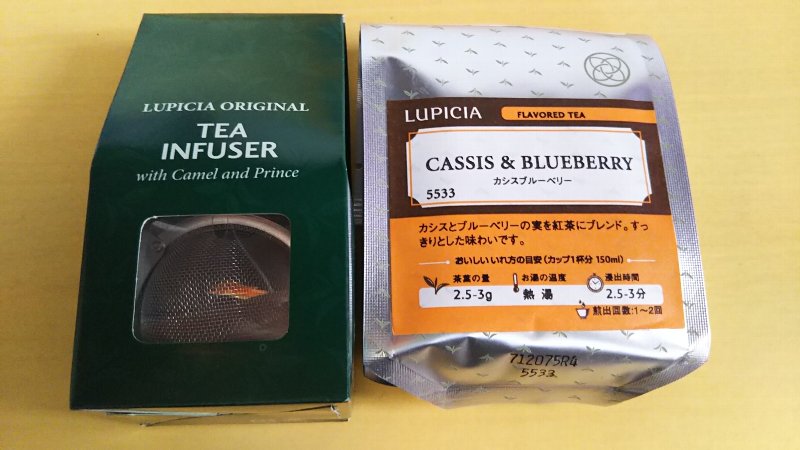 LUPICIA ORIGINAL
TEA
INFUSER
with Camel and Prince
LUPICIA
FLAVORED TEA
CASSIS & BLUEBERRY
カシスブルーベリー
5533
カシスとブルーベリーの実を紅茶にブレンド。すっ
きりとした味わいです。
おいしいいれ方の目安(カップ1杯分 150ml)
茶葉の量
2.5-3g
お湯の温度
熱湯
浸出時間
2.5-3分
煎出回数:1〜2回
712075R4
5533